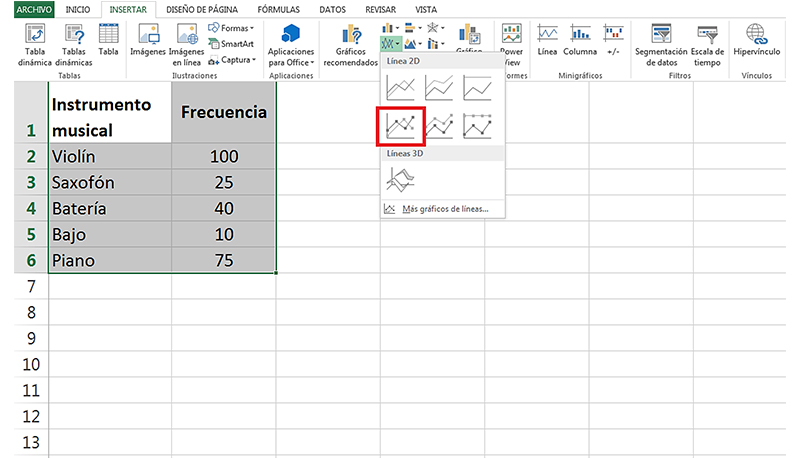 ARCHIVO INICIO INSERTAR DISEÑO DE PÁGINA FÓRMULAS DATOS REVISAR VISTA
Tabla dinámica
Tablas dinámicas
Tabla
Tablas
Imágenes
Imágenes en línea
Formas
SmartArt
Captura
Ilustraciones
Aplicaciones para Office
Aplicaciones
Gráficos recomendados
Gráfico
Power View
ormes
Línea
Columna
+/-
Minigráficos
Segmentación de datos
Escala de tiempo
Filtros
Hipervínculo
Vínculos
Línea 2D
Líneas 3D
Más gráficos de líneas...
1 Instrumento musical Frecuencia
2 Violín 100
3 Saxofón 25
4 Batería 40
5 Bajo 10
6 Piano 75
7
8
9
10
11
12
13